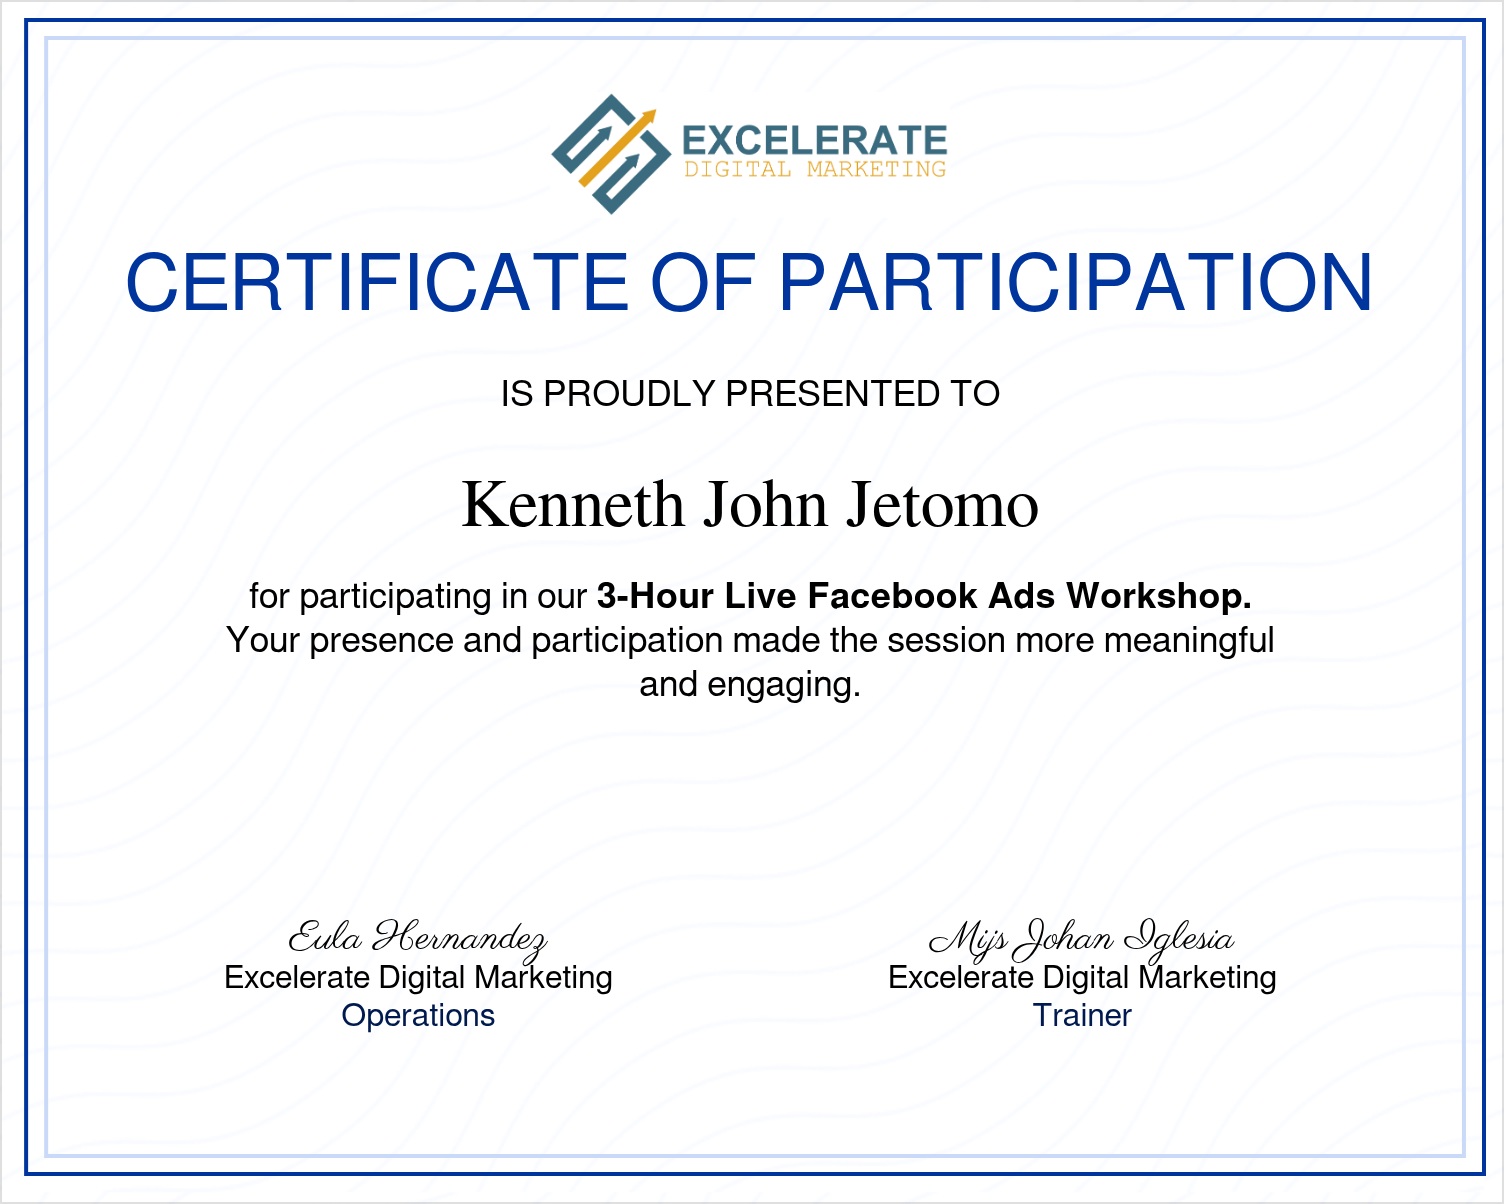 EXCELERATE
DIGITAL MARKETING
CERTIFICATE OF PARTICIPATION
IS PROUDLY PRESENTED TO
Kenneth John Jetomo
for participating in our 3-Hour Live Facebook Ads Workshop.
Your presence and participation made the session more meaningful
and engaging.
Eula Hernandez
Excelerate Digital Marketing
Operations
Mijs Johan Iglesia
Excelerate Digital Marketing
Trainer